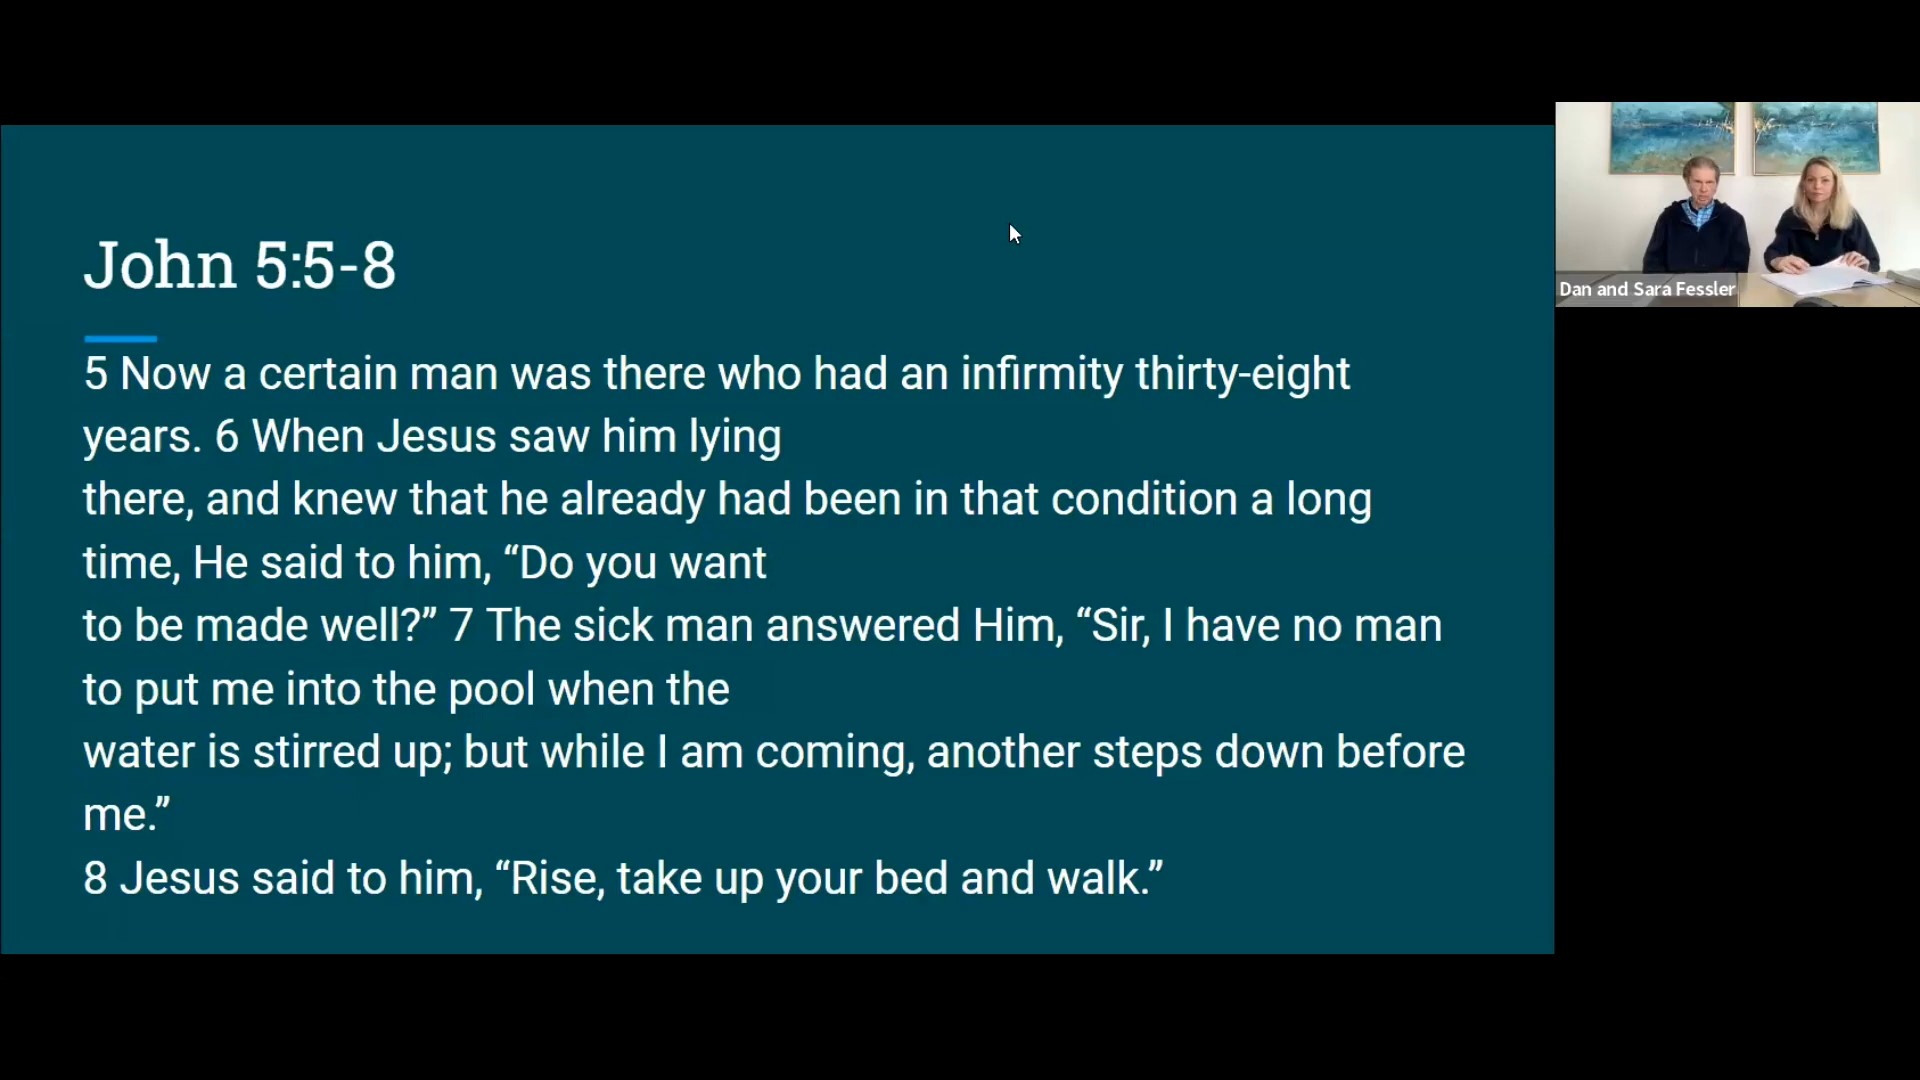 John 5:5-8
5 Now a certain man was there who had an infirmity thirty-eight
years. 6 When Jesus saw him lying
there, and knew that he already had been in that condition a long
time, He said to him, “Do you want
to be made well?” 7 The sick man answered Him, “Sir, I have no man
to put me into the pool when the
water is stirred up; but while I am coming, another steps down before
me.”
8 Jesus said to him, “Rise, take up your bed and walk.”
Dan and Sara Fessler